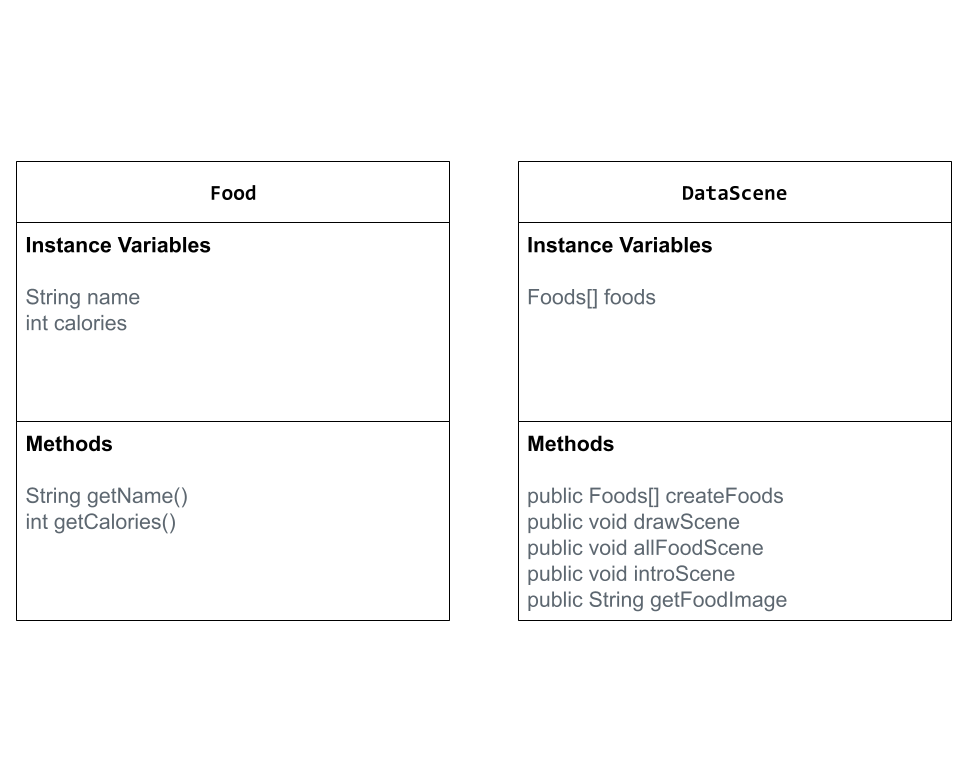 Food
Instance Variables
String name
int calories
Methods
String getName()
int getCalories()
DataScene
Instance Variables
Foods[] foods
Methods
public Foods[] createFoods
public void drawScene
public void allFoodScene
public void introScene
public String getFoodImage